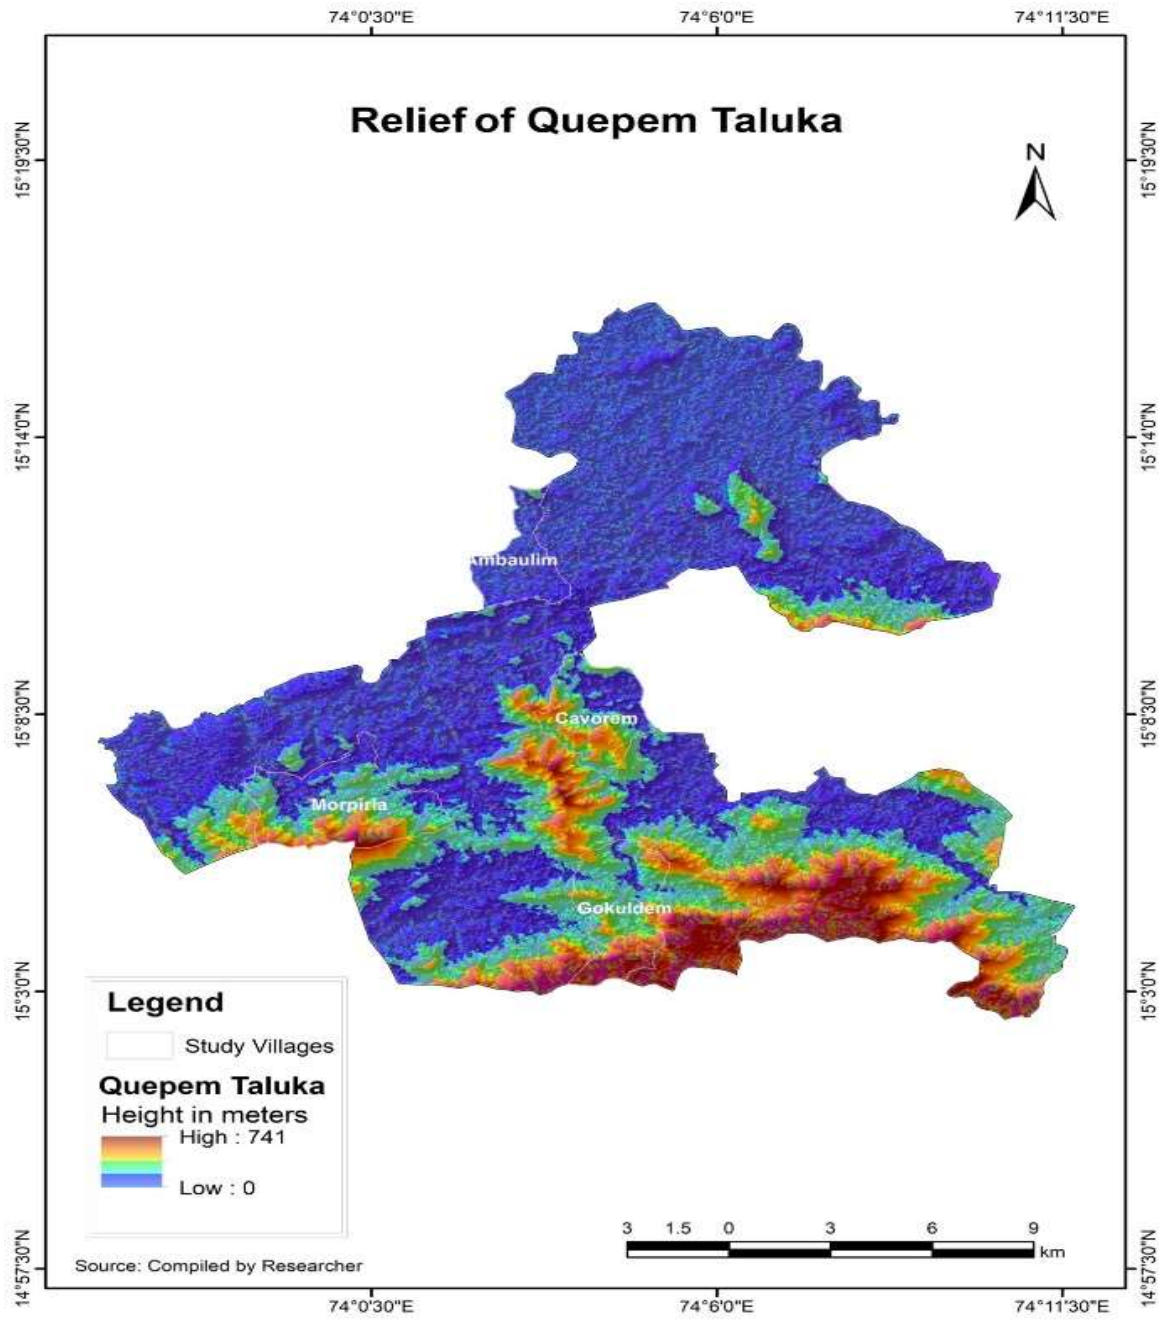 74°0'30"E 74°6'0"E 74°11'30"E
Relief of Quepem Taluka
N
15°19'30"N 15°19'30"N
15°14'0"N 15°14'0"N
Ambaulim
15°8'30"N 15°8'30"N
Cavorem
Morpirla
Gokuldem
15°3'0"N 15°3'0"N
Legend
Study Villages
Quepem Taluka
Height in meters
High : 741
Low : 0
3 1.5 0 3 6 9
km
Source: Compiled by Researcher
14°57'30"N 14°57'30"N
74°0'30"E 74°6'0"E 74°11'30"E